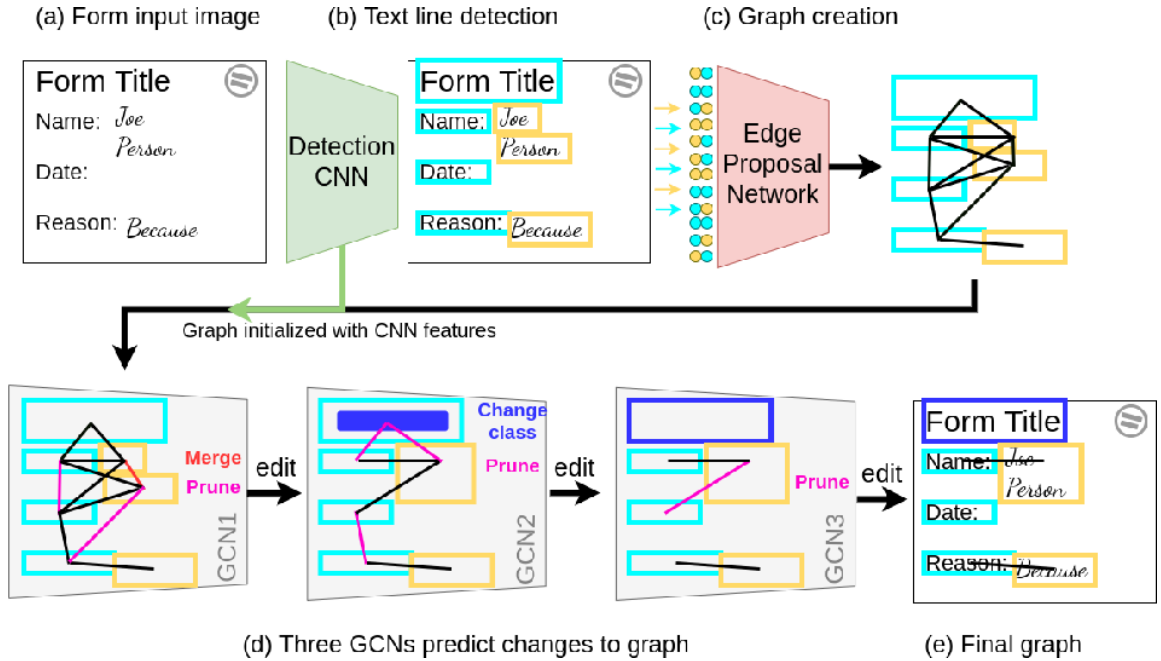 (a) Form input image
(b) Text line detection
(c) Graph creation
Form Title
Name: Joe
Person
Date:
Reason: Because
Detection
CNN
Form Title
Name: Joe
Person
Date:
Reason: Because
Edge
Proposal
Network
Graph initialized with CNN features
Merge
Prune
GCN1
edit
Change
class
Prune
GCN2
edit
Prune
GCN3
edit
Form Title
Name: Joe
Person
Date:
Reason: Because
(d) Three GCNs predict changes to graph
(e) Final graph